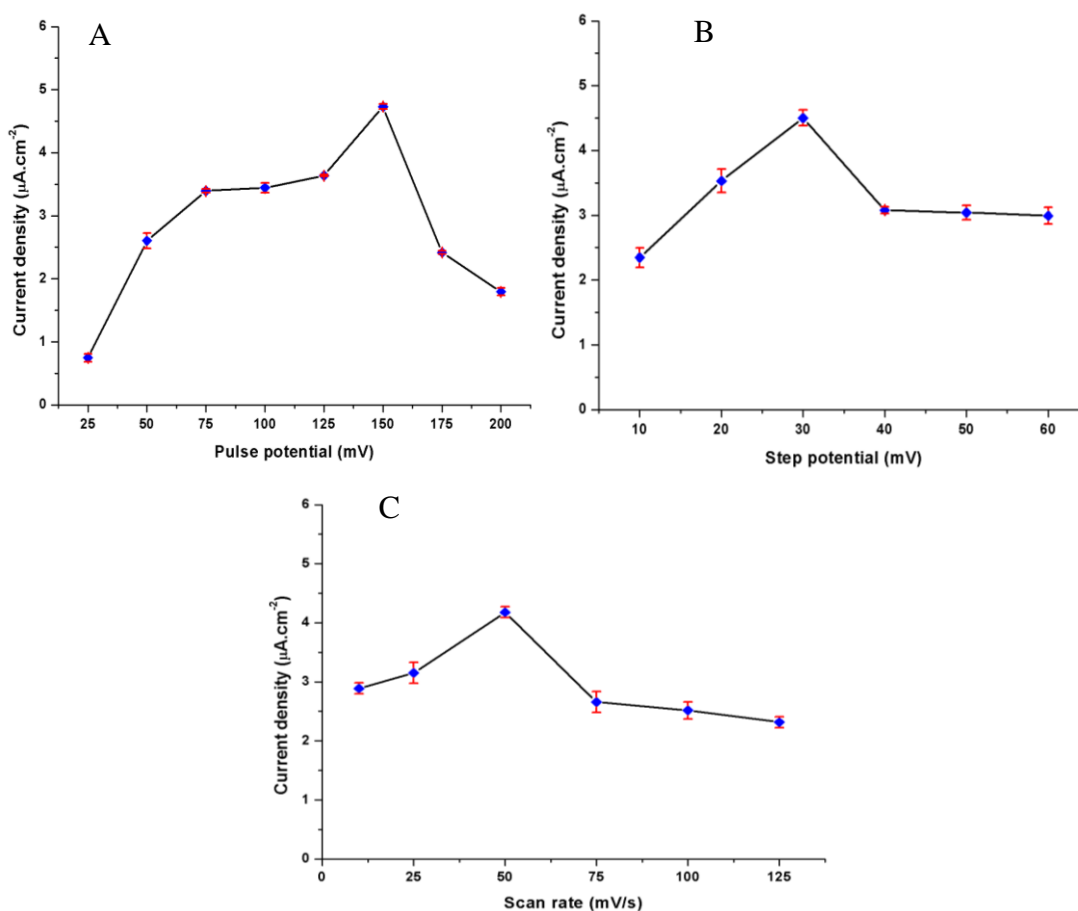 A
Current density (μA.cm-2)
6
5
4
3
2
1
0
25 50 75 100 125 150 175 200
Pulse potential (mV)
B
Current density (μA.cm-2)
6
5
4
3
2
1
0
10 20 30 40 50 60
Step potential (mV)
C
Current density (μA.cm-2)
6
5
4
3
2
1
0
0 25 50 75 100 125
Scan rate (mV/s)